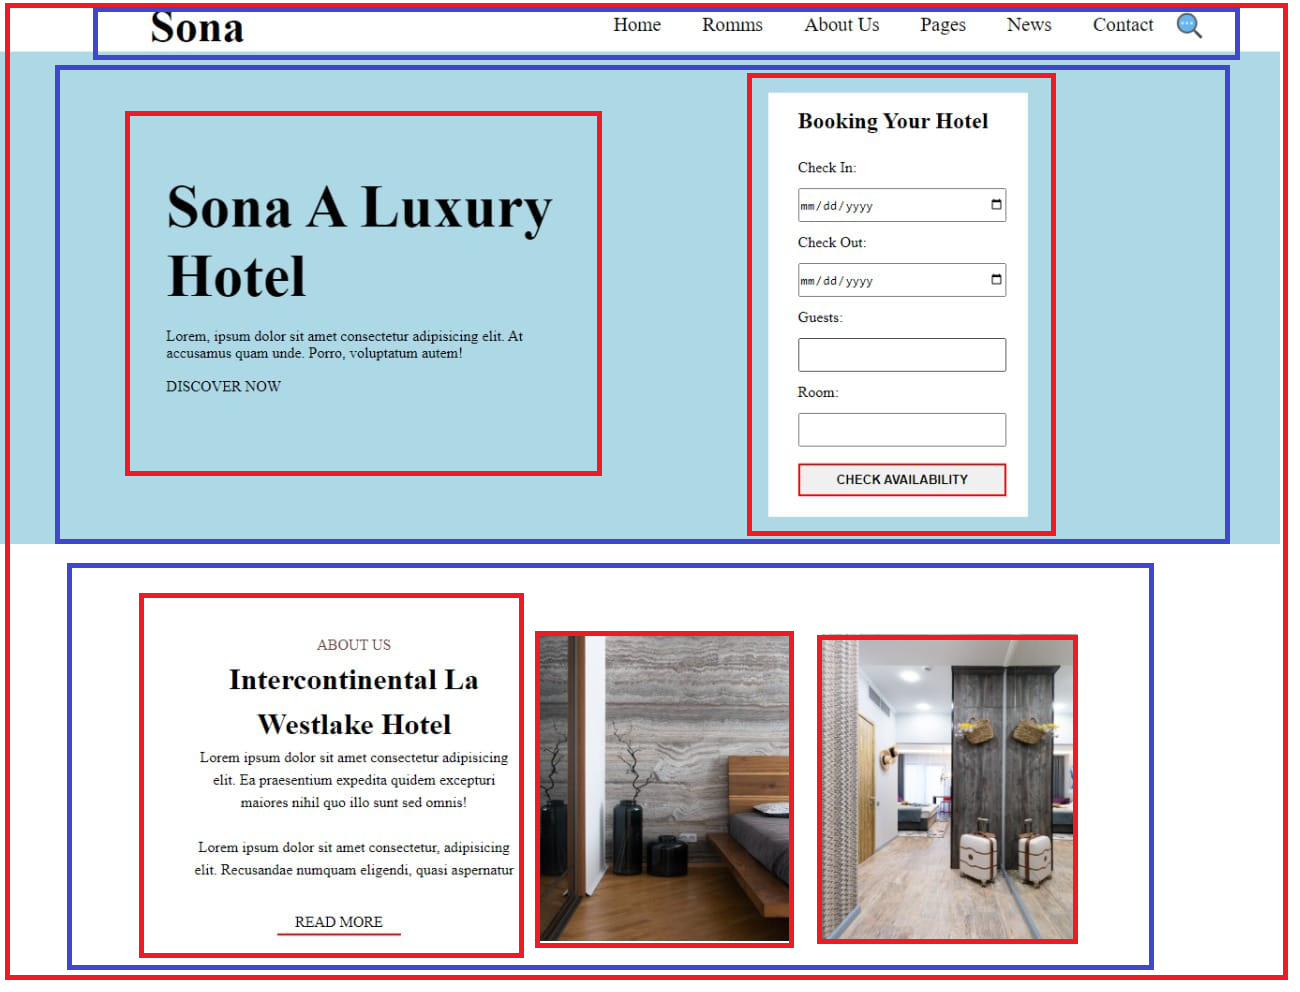 Sona
Home Romms About Us Pages News Contact
Sona A Luxury
Hotel
Lorem, ipsum dolor sit amet consectetur adipisicing elit. At
accusamus quam unde. Porro, voluptatum autem!
DISCOVER NOW
Booking Your Hotel
Check In:
mm/dd/yyyy
Check Out:
mm/dd/yyyy
Guests:
Room:
CHECK AVAILABILITY
ABOUT US
Intercontinental La
Westlake Hotel
Lorem ipsum dolor sit amet consectetur adipisicing
elit. Ea praesentium expedita quidem excepturi
maiores nihil quo illo sunt sed omnis!
Lorem ipsum dolor sit amet consectetur, adipisicing
elit. Recusandae numquam eligendi, quasi aspernatur
READ MORE